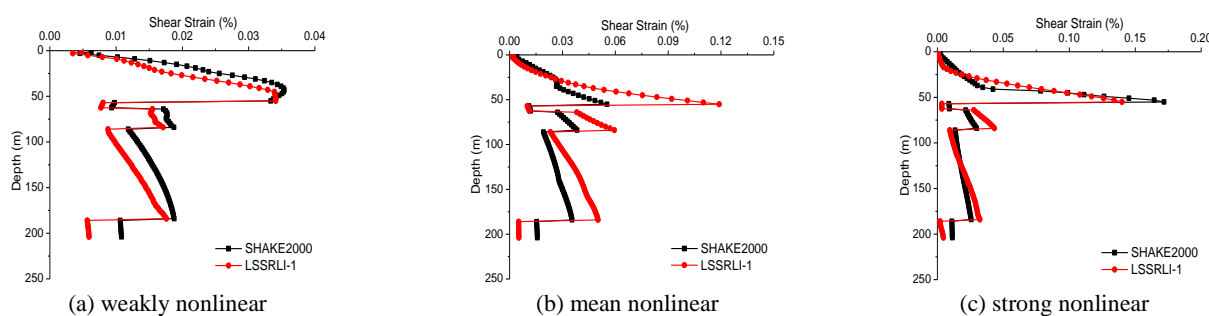 Shear Strain (%)
0.00 0.01 0.02 0.03 0.04
0
50
100
150
200
250
Depth (m)
SHAKE2000
LSSRLI-1
(a) weakly nonlinear
Shear Strain (%)
0.00 0.03 0.06 0.09 0.12 0.15
0
50
100
150
200
250
Depth (m)
SHAKE2000
LSSRLI-1
(b) mean nonlinear
Shear Strain (%)
0.00 0.05 0.10 0.15 0.20
0
50
100
150
200
250
Depth (m)
SHAKE2000
LSSRLI-1
(c) strong nonlinear